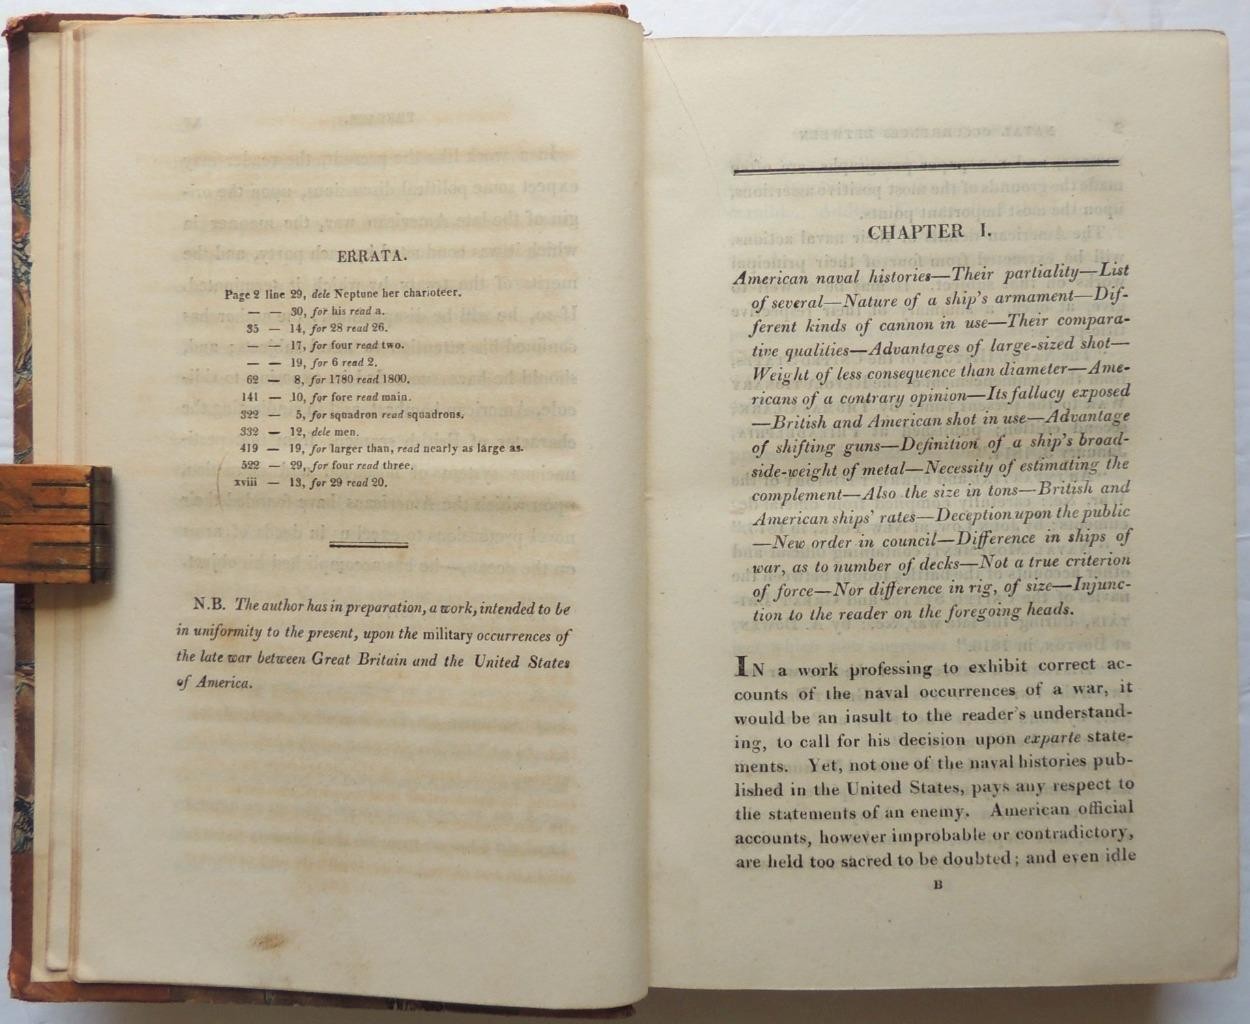 ERRATA.
Page 2 line 29, dele Neptune her charioteer.
— — 30, for his read a.
35 — 14, for 28 read 26.
— — 17, for four read two.
— — 19, for 6 read 2.
62 — 8, for 1780 read 1800.
141 — 10, for fore read main.
322 — 5, for squadron read squadrons.
332 — 12, dele men.
419 — 19, for larger than, read nearly as large as.
522 — 29, for four read three.
xviii — 13, for 29 read 20.
N.B. The author has in preparation, a work, intended to be
in uniformity to the present, upon the military occurrences of
the late war between Great Britain and the United States
of America.
CHAPTER I.
American naval histories—Their partiality—List
of several—Nature of a ship's armament—Dif-
ferent kinds of cannon in use—Their compara-
tive qualities—Advantages of large-sized shot—
Weight of less consequence than diameter—Ame-
ricans of a contrary opinion—Its fallacy exposed
—British and American shot in use—Advantage
of shifting guns—Definition of a ship's broad-
side-weight of metal—Necessity of estimating the
complement—Also the size in tons—British and
American ships' rates—Deception upon the public
—New order in council—Difference in ships of
war, as to number of decks—Not a true criterion
of force—Nor difference in rig, of size—Injunc-
tion to the reader on the foregoing heads.
IN a work professing to exhibit correct ac-
counts of the naval occurrences of a war, it
would be an insult to the reader's understand-
ing, to call for his decision upon exparte state-
ments. Yet, not one of the naval histories pub-
lished in the United States, pays any respect to
the statements of an enemy. American official
accounts, however improbable or contradictory,
are held too sacred to be doubted; and even idle
B